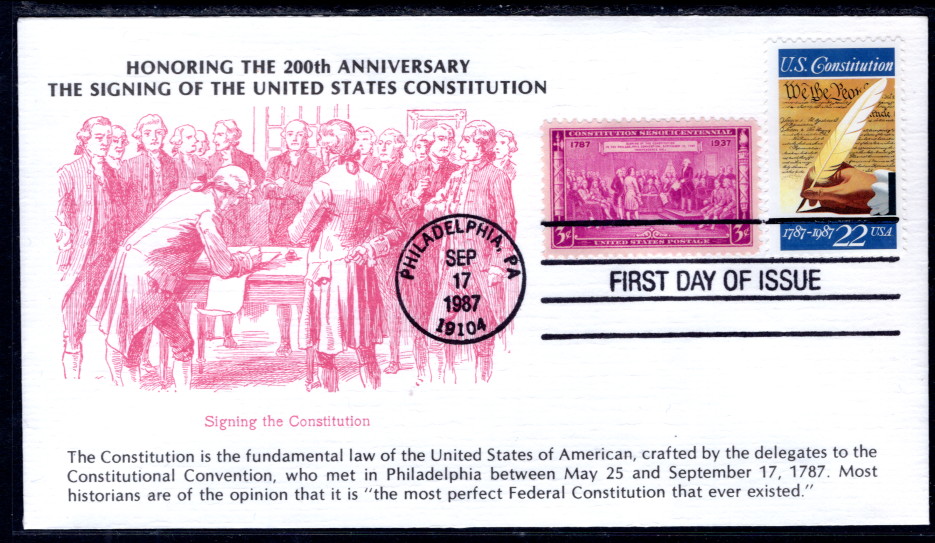 HONORING THE 200th ANNIVERSARY
THE SIGNING OF THE UNITED STATES CONSTITUTION
CONSTITUTION SESQUICENTENNIAL
1787 1937
3¢ 3¢
UNITED STATES POSTAGE
U.S. Constitution
We the Peop
1787-1987 22 USA
PHILADELPHIA, PA
SEP
17
1987
19104
FIRST DAY OF ISSUE
Signing the Constitution
The Constitution is the fundamental law of the United States of American, crafted by the delegates to the
Constitutional Convention, who met in Philadelphia between May 25 and September 17, 1787. Most
historians are of the opinion that it is "the most perfect Federal Constitution that ever existed."